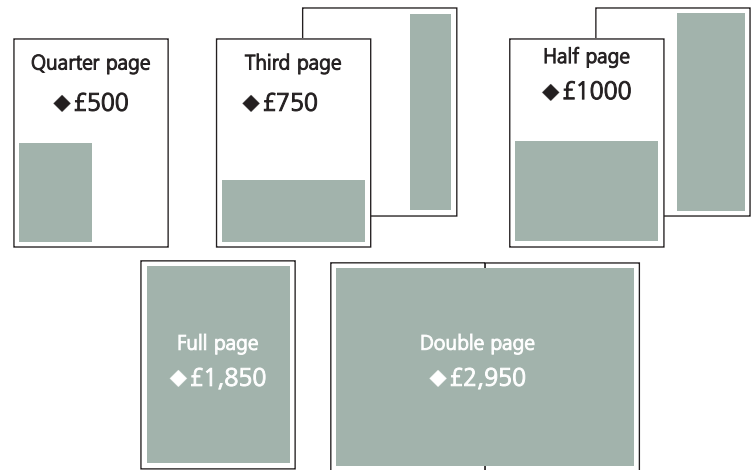 Quarter page
◆£500
Third page
◆£750
Half page
◆£1000
Full page
◆£1,850
Double page
◆£2,950